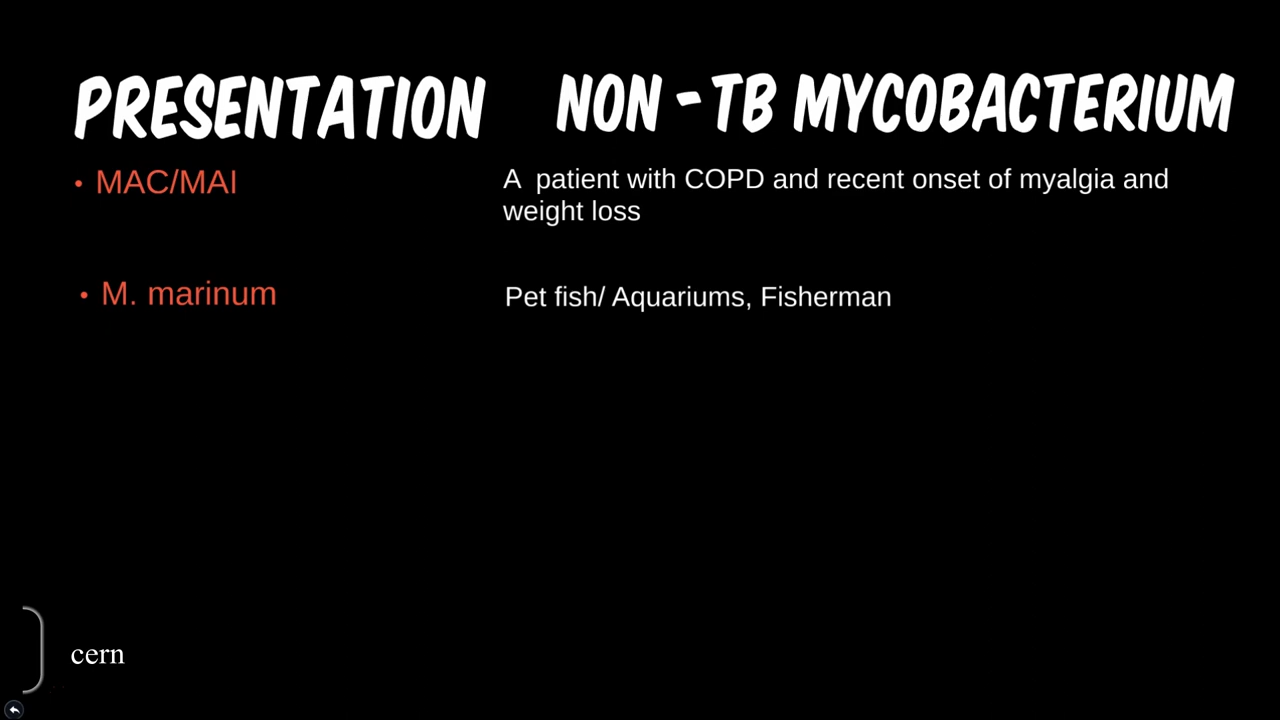 PRESENTATION NON-TB MYCOBACTERIUM
• MAC/MAI
A patient with COPD and recent onset of myalgia and
weight loss
• M. marinum
Pet fish/ Aquariums, Fisherman
cern